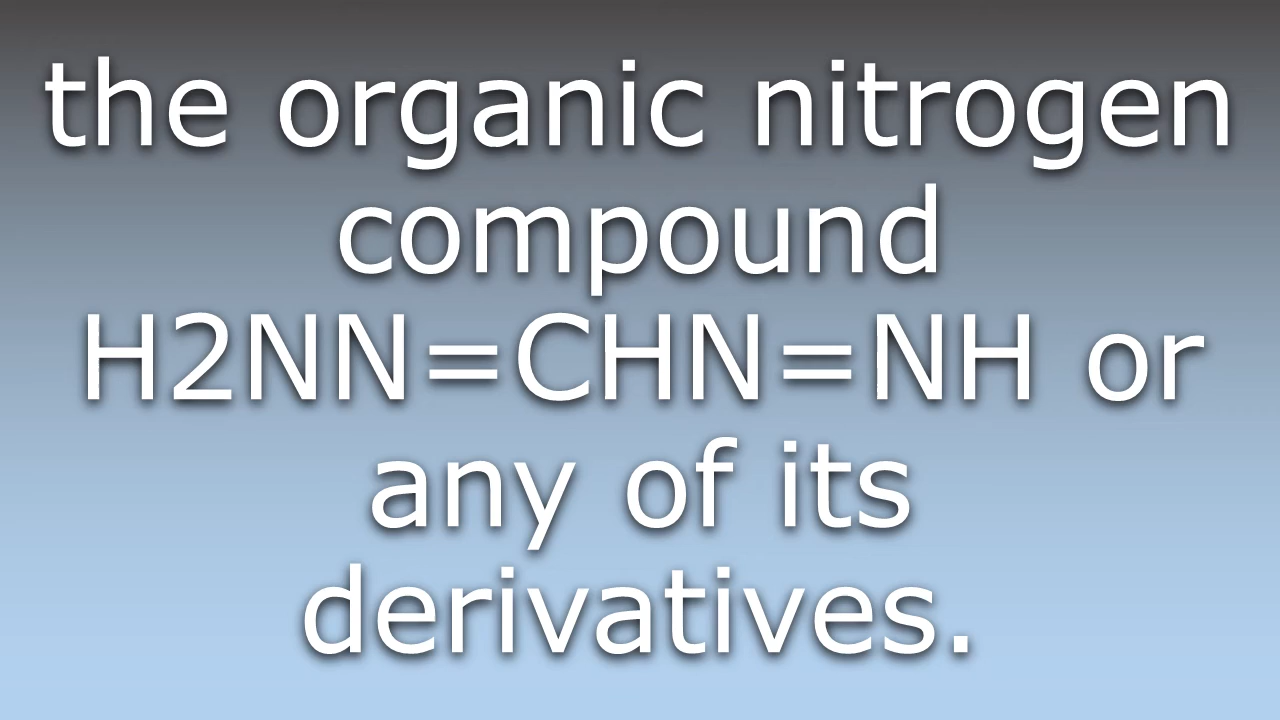 the organic nitrogen
compound
H2NN=CHN=NH or
any of its
derivatives.